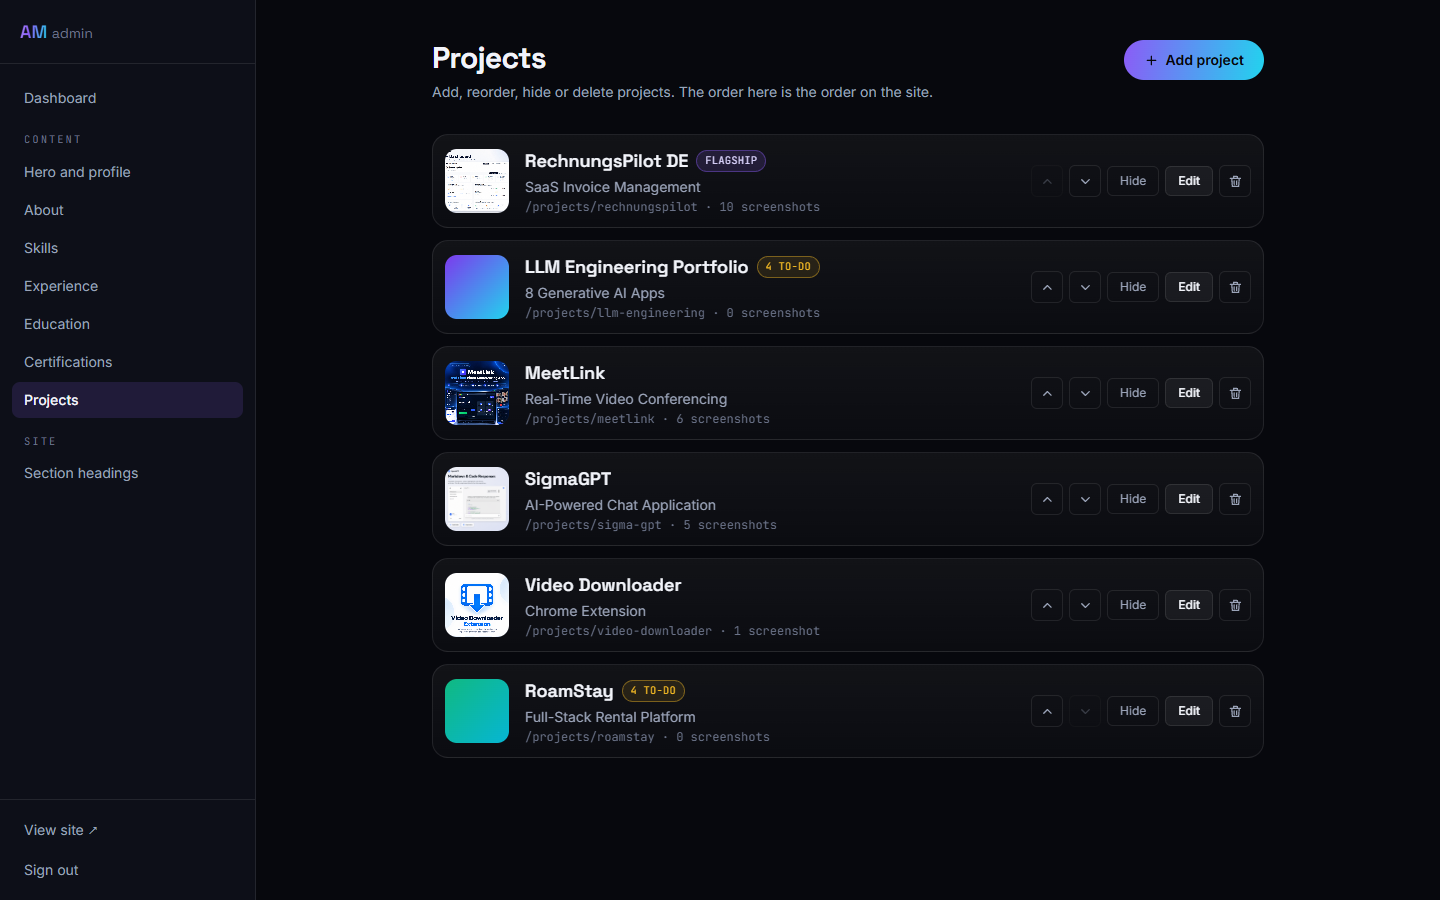 AM admin
Dashboard
CONTENT
Hero and profile
About
Skills
Experience
Education
Certifications
Projects
SITE
Section headings
View site ↗
Sign out
Projects
Add, reorder, hide or delete projects. The order here is the order on the site.
+ Add project
RechnungsPilot DE FLAGSHIP
SaaS Invoice Management
/projects/rechnungspilot · 10 screenshots
Hide Edit
LLM Engineering Portfolio 4 TO-DO
8 Generative AI Apps
/projects/llm-engineering · 0 screenshots
Hide Edit
MeetLink
MeetLink
Real-Time Video Conferencing
/projects/meetlink · 6 screenshots
Hide Edit
SigmaGPT
AI-Powered Chat Application
/projects/sigma-gpt · 5 screenshots
Hide Edit
Video Downloader
Extension
Video Downloader
Chrome Extension
/projects/video-downloader · 1 screenshot
Hide Edit
RoamStay 4 TO-DO
Full-Stack Rental Platform
/projects/roamstay · 0 screenshots
Hide Edit